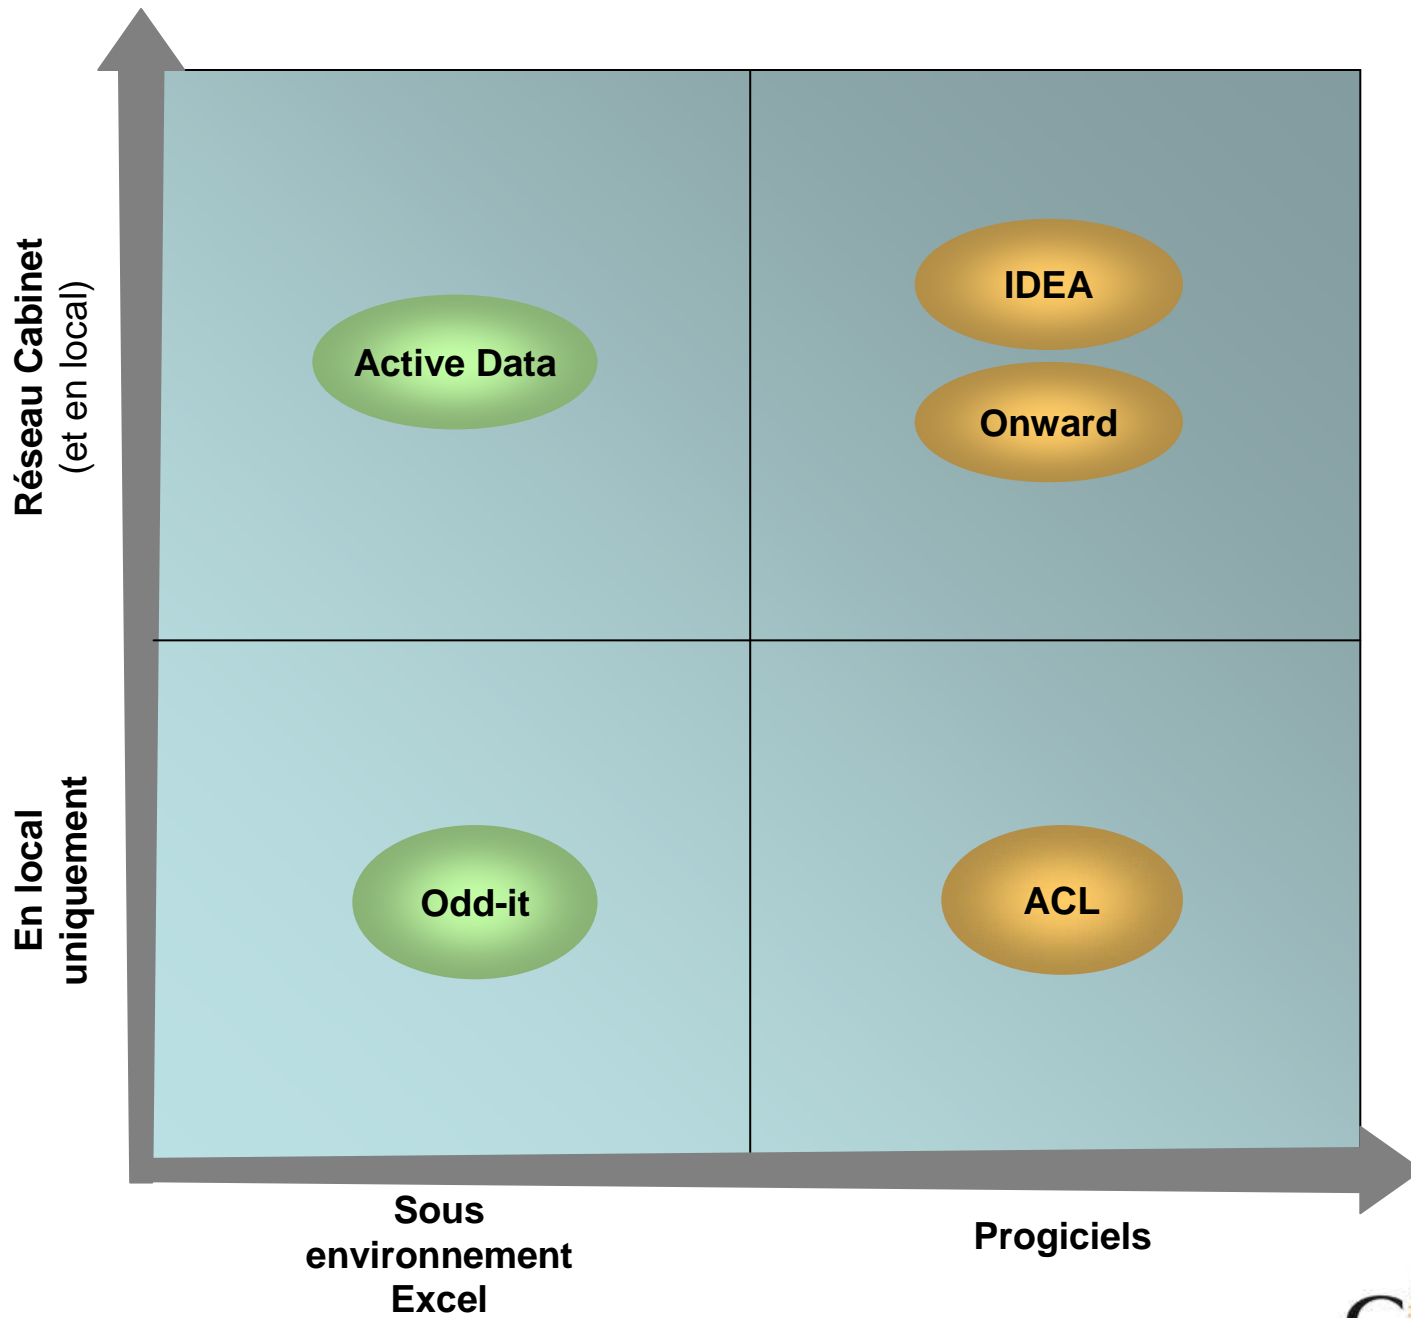 Réseau Cabinet
(et en local)
IDEA
Active Data
Onward
En local
uniquement
Odd-it
ACL
Sous
environnement
Excel
Progiciels